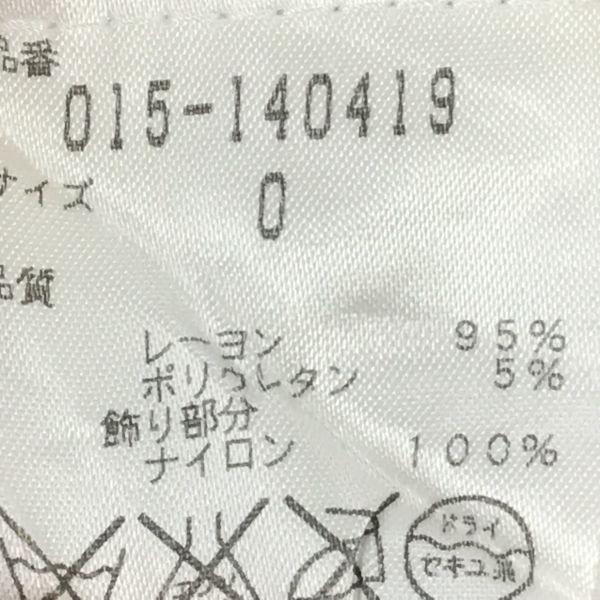 品番
015-140419
サイズ 0
品質
レーヨン 95%
ポリウレタン 5%
飾り部分
ナイロン 100%
ドライ
セキユ系